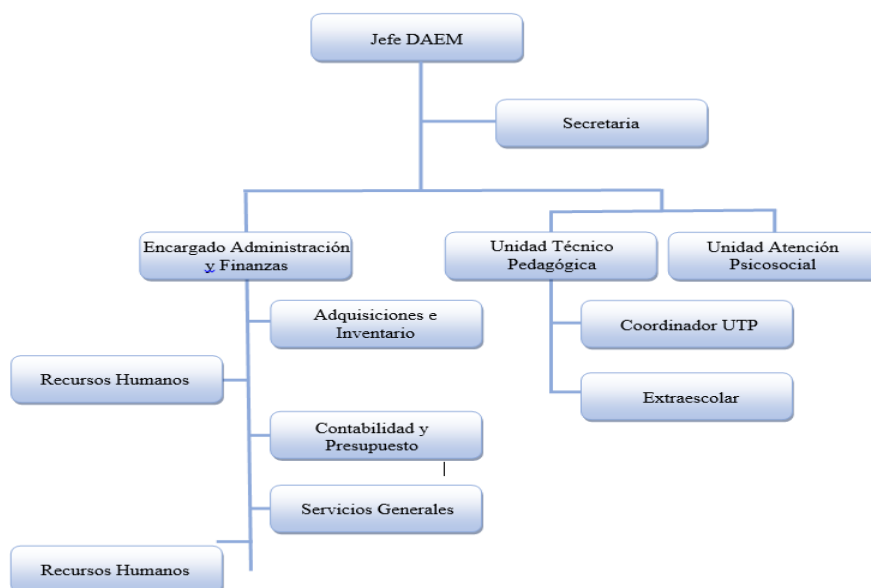 Jefe DAEM
Secretaria
Encargado Administración
y Finanzas
Unidad Técnico
Pedagógica
Unidad Atención
Psicosocial
Adquisiciones e
Inventario
Coordinador UTP
Recursos Humanos
Extraescolar
Contabilidad y
Presupuesto
Servicios Generales
Recursos Humanos